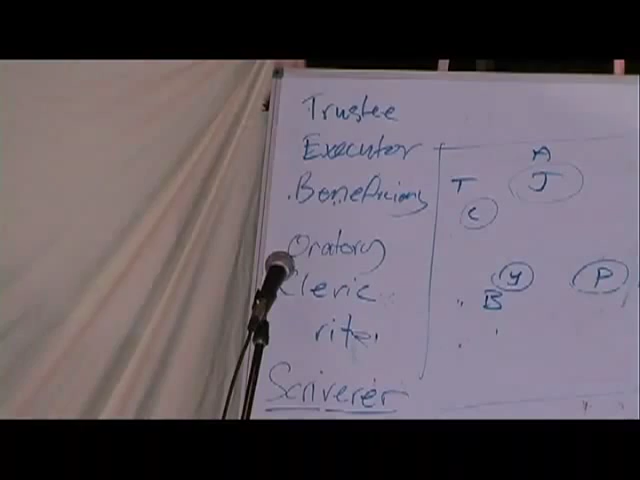 Trustee
Executor
A
.Beneficiary
T
J
C
Oratory
y
P
Cleric
B
rite
Scriverer